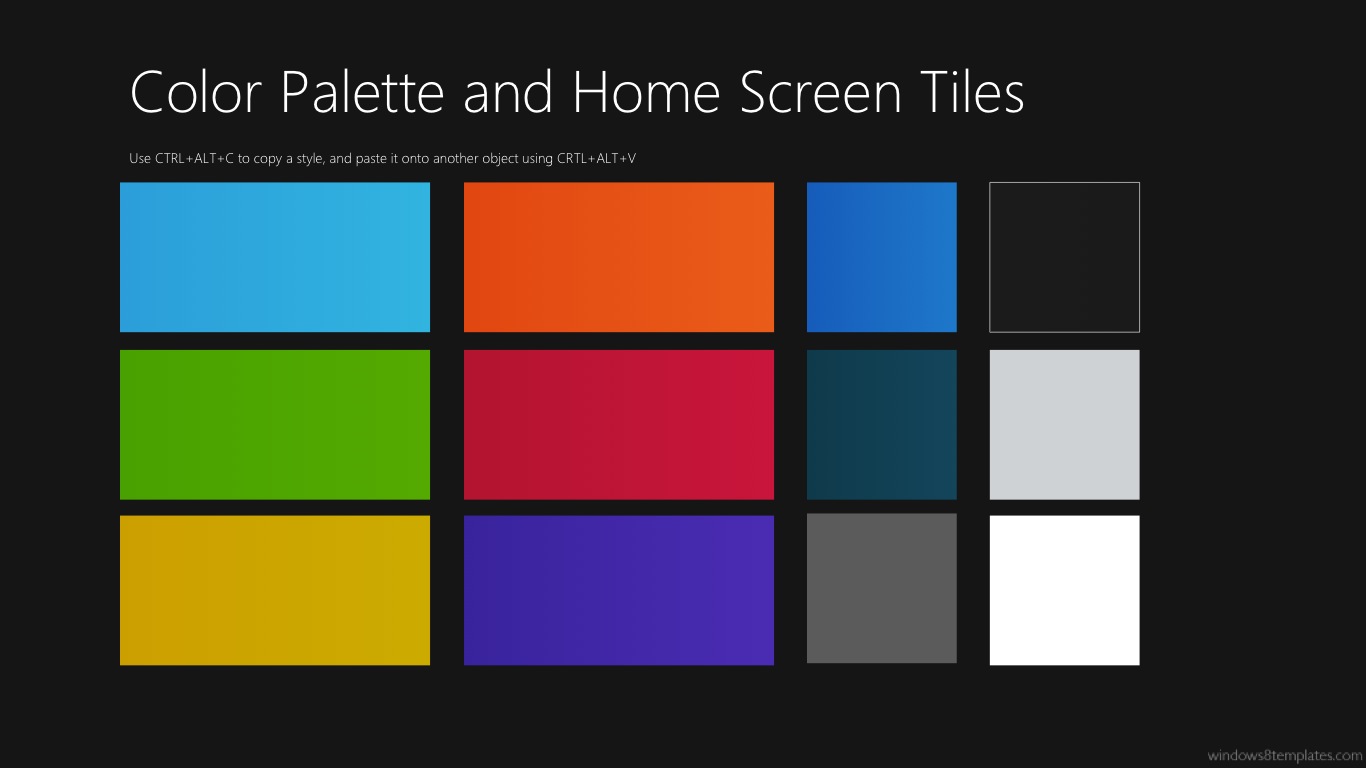 Color Palette and Home Screen Tiles
Use CTRL+ALT+C to copy a style, and paste it onto another object using CRTL+ALT+V
windows8templates.com